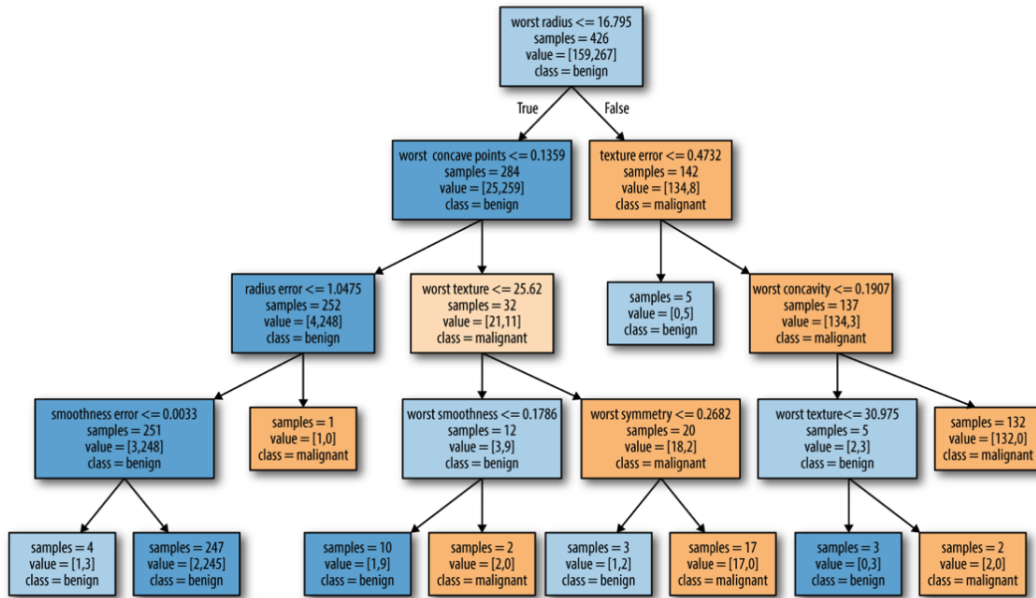 worst radius <= 16.795
samples = 426
value = [159,267]
class = benign
True
False
worst concave points <= 0.1359
samples = 284
value = [25,259]
class = benign
texture error <= 0.4732
samples = 142
value = [134,8]
class = malignant
radius error <= 1.0475
samples = 252
value = [4,248]
class = benign
worst texture <= 25.62
samples = 32
value = [21,11]
class = malignant
samples = 5
value = [0,5]
class = benign
worst concavity <= 0.1907
samples = 137
value = [134,3]
class = malignant
smoothness error <= 0.0033
samples = 251
value = [3,248]
class = benign
samples = 1
value = [1,0]
class = malignant
worst smoothness <= 0.1786
samples = 12
value = [3,9]
class = benign
worst symmetry <= 0.2682
samples = 20
value = [18,2]
class = malignant
worst texture<= 30.975
samples = 5
value = [2,3]
class = benign
samples = 132
value = [132,0]
class = malignant
samples = 4
value = [1,3]
class = benign
samples = 247
value = [2,245]
class = benign
samples = 10
value = [1,9]
class = benign
samples = 2
value = [2,0]
class = malignant
samples = 3
value = [1,2]
class = benign
samples = 17
value = [17,0]
class = malignant
samples = 3
value = [0,3]
class = benign
samples = 2
value = [2,0]
class = malignant